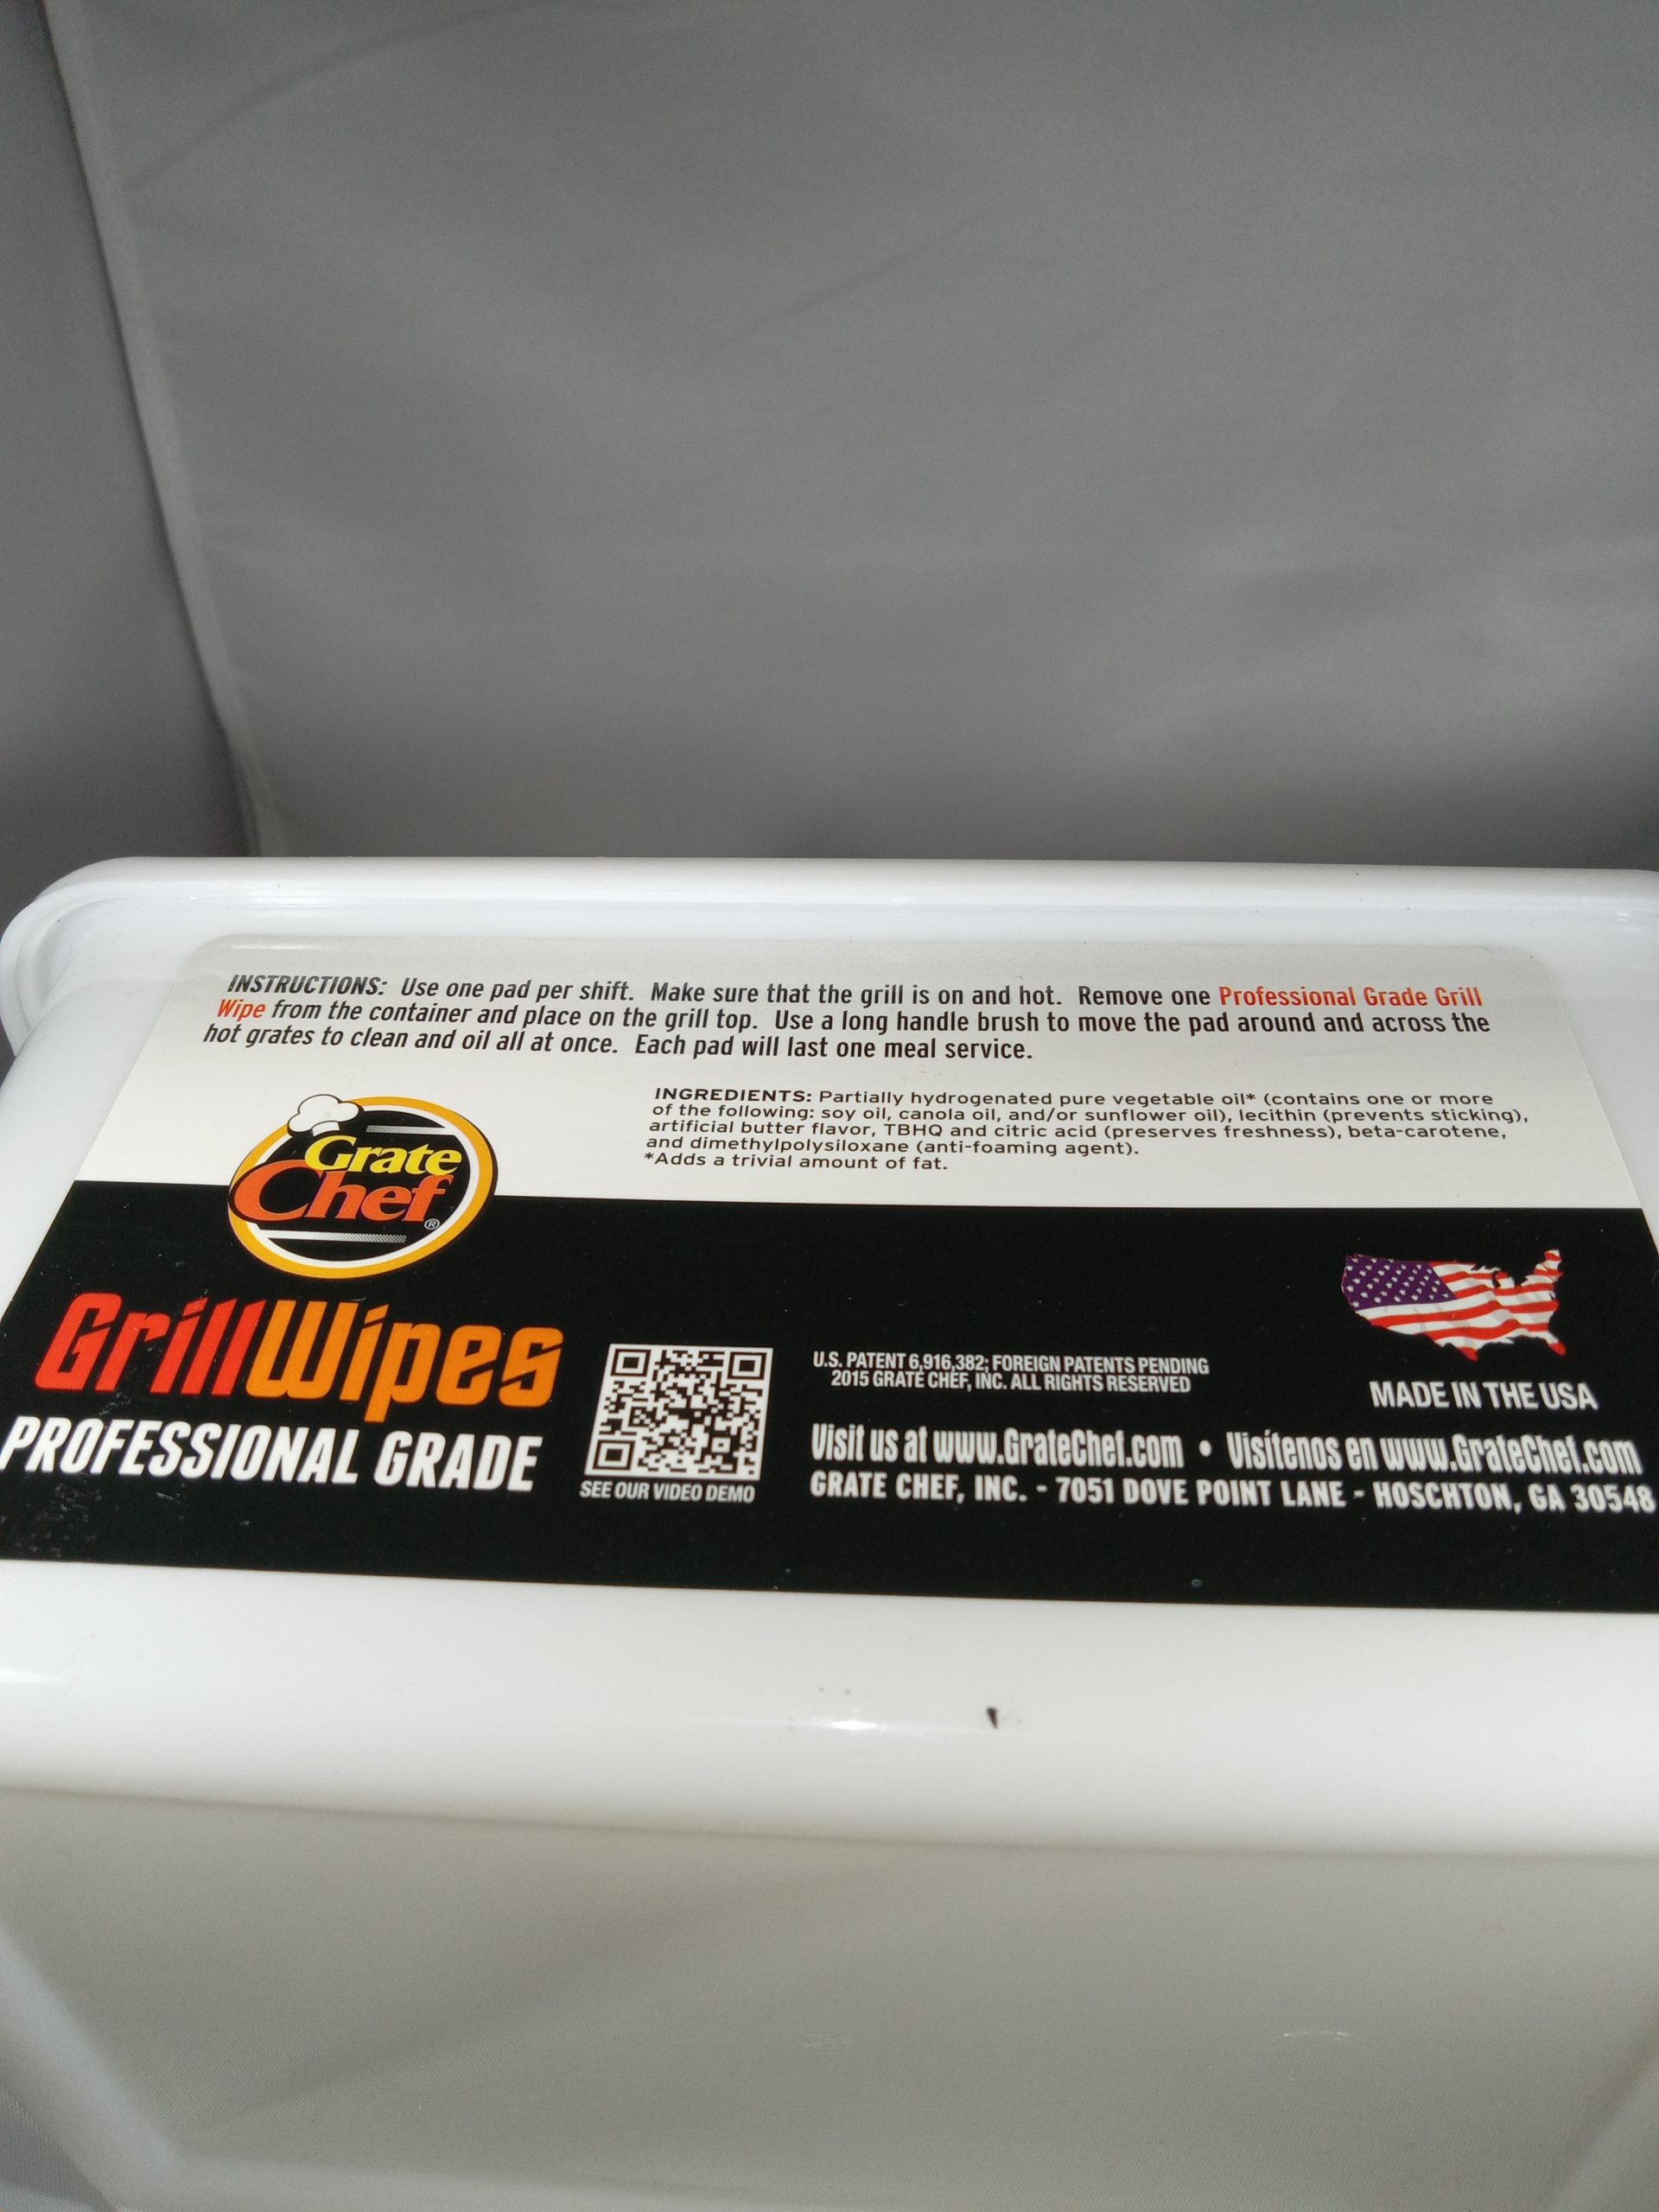 INSTRUCTIONS: Use one pad per shift. Make sure that the grill is on and hot. Remove one Professional Grade Grill
Wipe from the container and place on the grill top. Use a long handle brush to move the pad around and across the
hot grates to clean and oil all at once. Each pad will last one meal service.
INGREDIENTS: Partially hydrogenated pure vegetable oil* (contains one or more
of the following: soy oil, canola oil, and/or sunflower oil), lecithin (prevents sticking),
artificial butter flavor, TBHQ and citric acid (preserves freshness), beta-carotene,
and dimethylpolysiloxane (anti-foaming agent).
*Adds a trivial amount of fat.
Grate
Chef®
GrillWipes
PROFESSIONAL GRADE
SEE OUR VIDEO DEMO
U.S. PATENT 6,916,382; FOREIGN PATENTS PENDING
2015 GRATE CHEF, INC. ALL RIGHTS RESERVED
MADE IN THE USA
Visit us at www.GrateChef.com • Visítenos en www.GrateChef.com
GRATE CHEF, INC. - 7051 DOVE POINT LANE - HOSCHTON, GA 30548